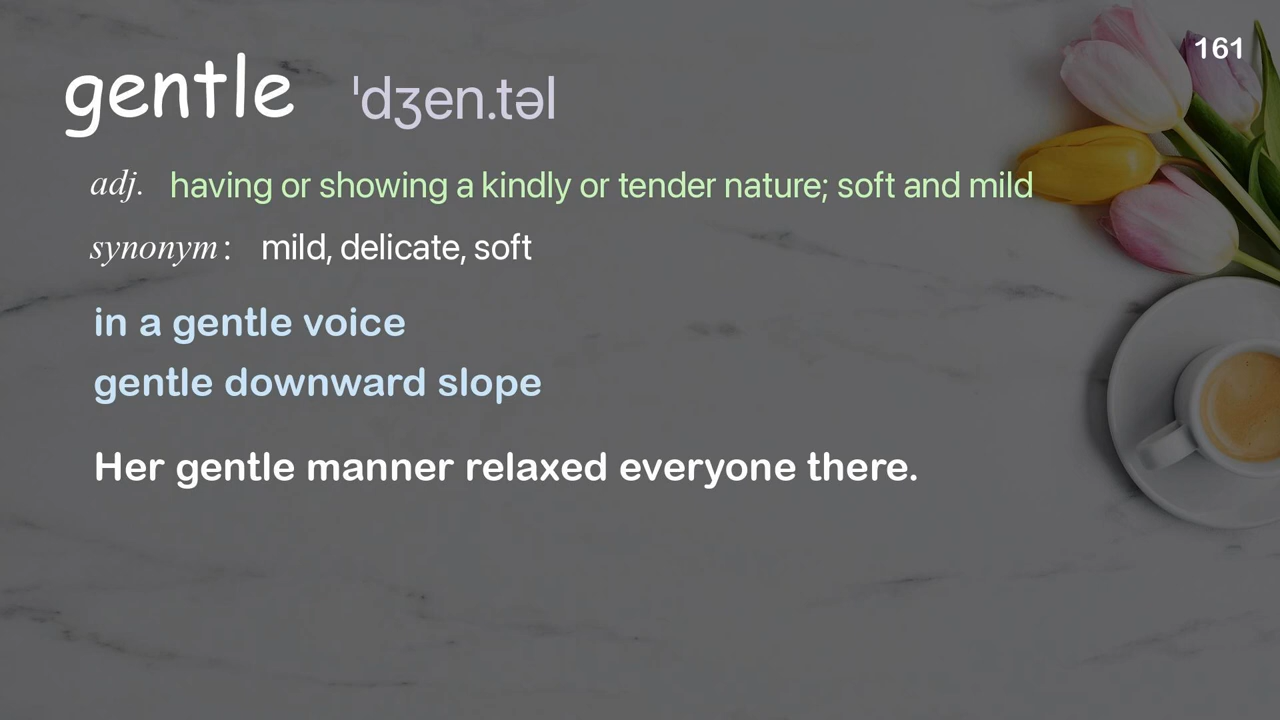 161
gentle ˈdʒen.təl
adj. having or showing a kindly or tender nature; soft and mild
synonym: mild, delicate, soft
in a gentle voice
gentle downward slope
Her gentle manner relaxed everyone there.